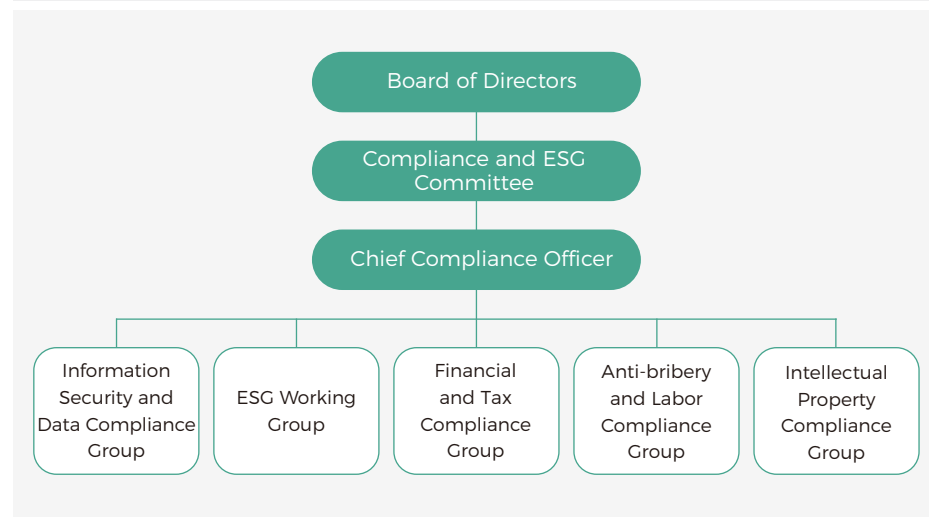 Board of Directors
Compliance and ESG
Committee
Chief Compliance Officer
Information
Security and
Data Compliance
Group
ESG Working
Group
Financial
and Tax
Compliance
Group
Anti-bribery
and Labor
Compliance
Group
Intellectual
Property
Compliance
Group